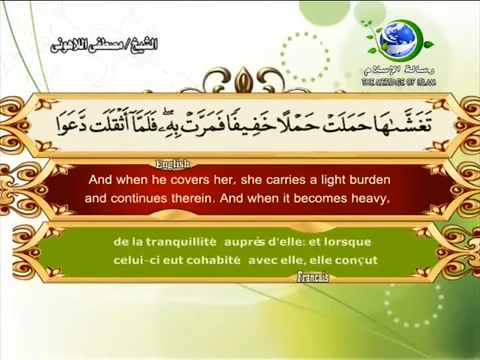 الشيخ / مصطفى اللاهونى
رسالة الإسلام
THE MESSAGE OF ISLAM
تَغَشَّىٰهَا حَمَلَتْ حَمْلًا خَفِيفًا فَمَرَّتْ بِهِۦۖ فَلَمَّآ أَثْقَلَت دَّعَوَا
English
And when he covers her, she carries a light burden
and continues therein. And when it becomes heavy,
de la tranquillité auprès d'elle; et lorsque
celui-ci eut cohabité avec elle, elle conçut
Francais